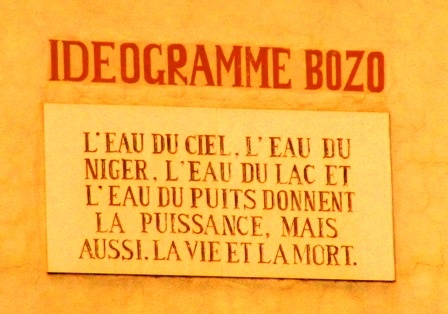 IDEOGRAMME BOZO
L'EAU DU CIEL. L'EAU DU
NIGER. L'EAU DU LAC ET
L'EAU DU PUITS DONNENT
LA PUISSANCE, MAIS
AUSSI. LA VIE ET LA MORT.